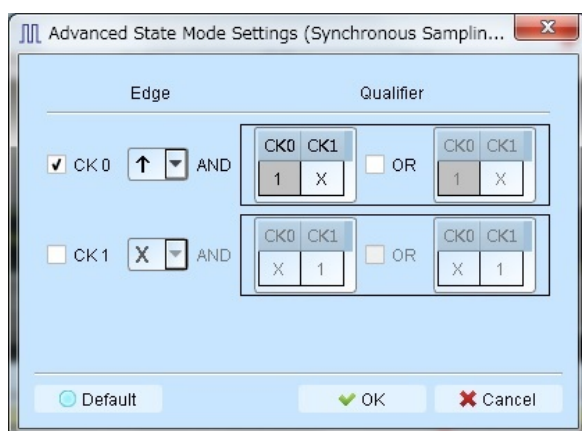 Advanced State Mode Settings (Synchronous Samplin...
Edge Qualifier
CK0 CK1 CK0 CK1
CK0 AND 1 X OR 1 X
CK0 CK1 CK0 CK1
CK1 X AND X 1 OR X 1
Default OK Cancel